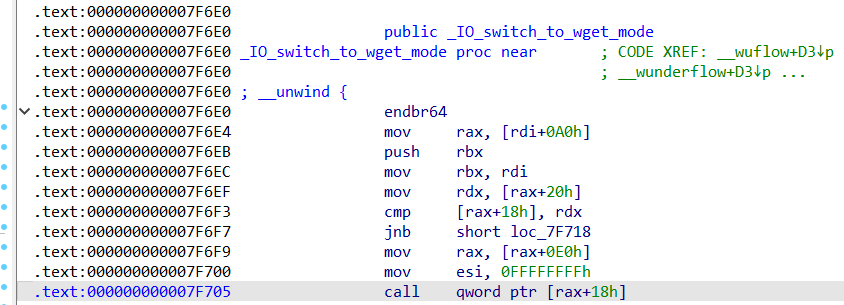 .text:000000000007F6E0
.text:000000000007F6E0 public _IO_switch_to_wget_mode
.text:000000000007F6E0 _IO_switch_to_wget_mode proc near ; CODE XREF: __wuflow+D3↓p
.text:000000000007F6E0 ; __wunderflow+D3↓p ...
.text:000000000007F6E0 ; __unwind {
.text:000000000007F6E0 endbr64
.text:000000000007F6E4 mov rax, [rdi+0A0h]
.text:000000000007F6EB push rbx
.text:000000000007F6EC mov rbx, rdi
.text:000000000007F6EF mov rdx, [rax+20h]
.text:000000000007F6F3 cmp [rax+18h], rdx
.text:000000000007F6F7 jnb short loc_7F718
.text:000000000007F6F9 mov rax, [rax+0E0h]
.text:000000000007F700 mov esi, 0FFFFFFFFh
.text:000000000007F705 call qword ptr [rax+18h]